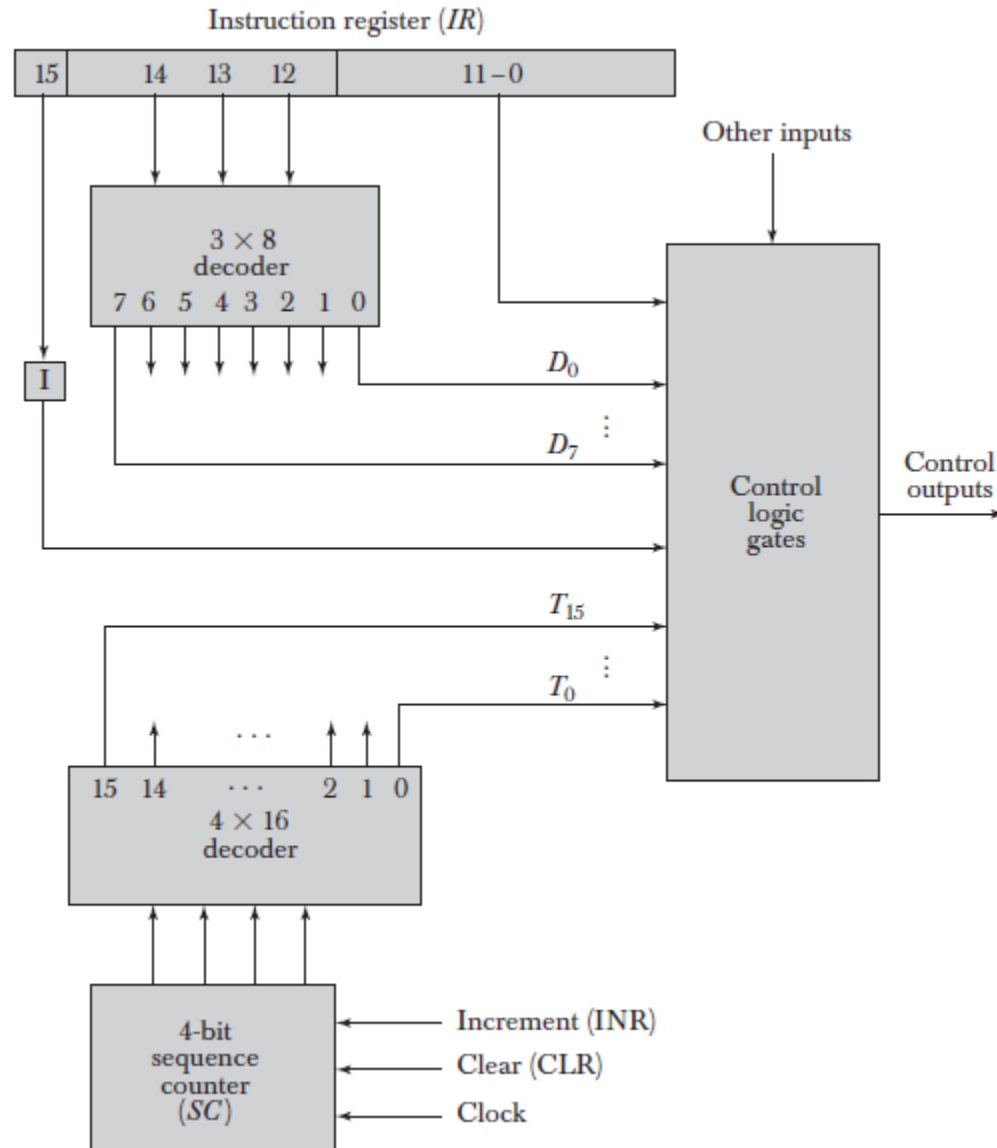 Instruction register (IR)
15 14 13 12 11–0
Other inputs
3 × 8
decoder
7 6 5 4 3 2 1 0
I
D0
⋮
D7
Control
logic
gates
Control
outputs
T15
⋮
T0
. . .
15 14 . . . 2 1 0
4 × 16
decoder
4-bit
sequence
counter
(SC)
Increment (INR)
Clear (CLR)
Clock